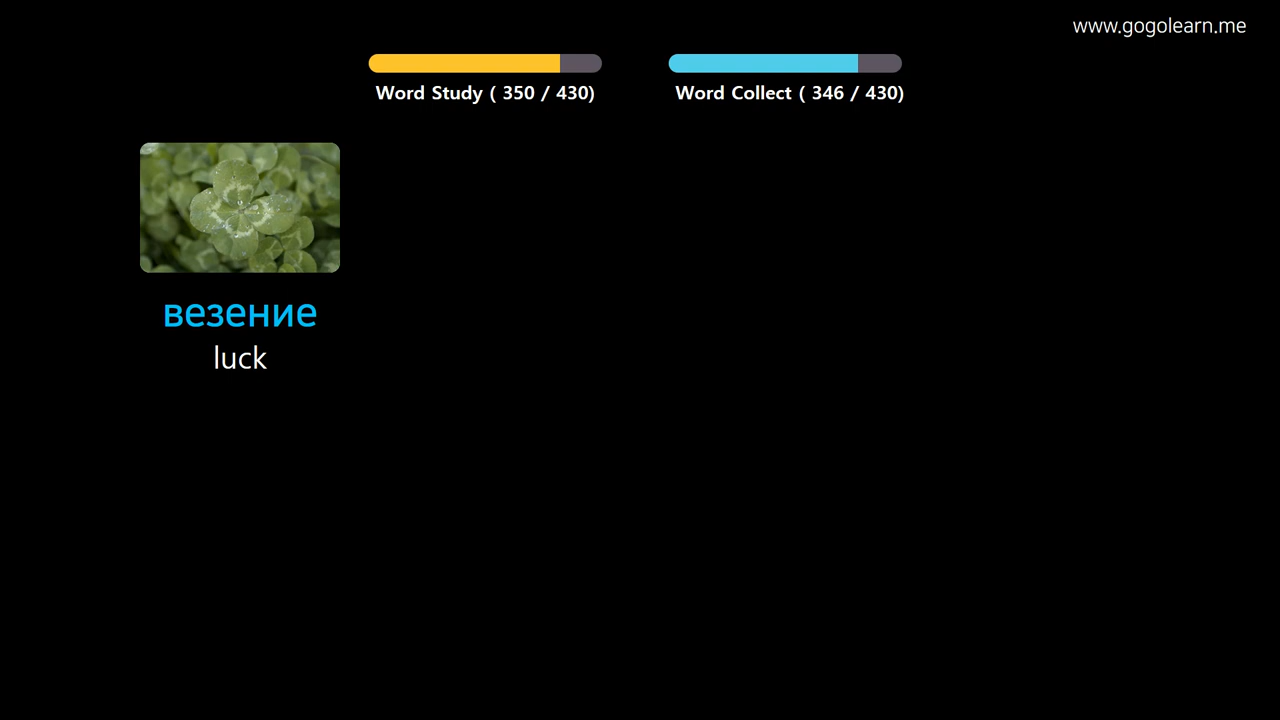 www.gogolearn.me
Word Study ( 350 / 430)
Word Collect ( 346 / 430)
везение
luck